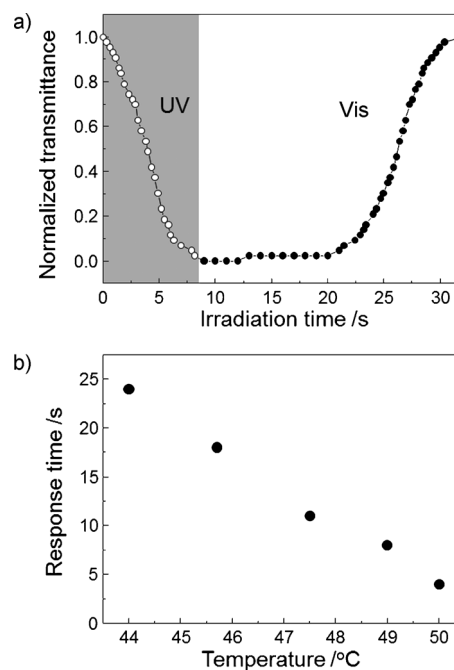 a)
Normalized transmittance
1.0
0.8
0.6
0.4
0.2
0.0
UV
Vis
0 5 10 15 20 25 30
Irradiation time /s
b)
Response time /s
25
20
15
10
5
0
44 45 46 47 48 49 50
Temperature /°C